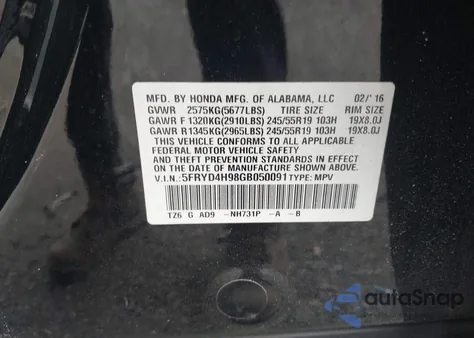 MFD. BY HONDA MFG. OF ALABAMA, LLC 02/'16
GVWR 2575KG(5677LBS) TIRE SIZE RIM SIZE
GAWR F 1320KG(2910LBS) 245/55R19 103H 19X8.0J
GAWR R 1345KG(2965LBS) 245/55R19 103H 19X8.0J
THIS VEHICLE CONFORMS TO ALL APPLICABLE
FEDERAL MOTOR VEHICLE SAFETY
AND THEFT PREVENTION STANDARDS IN EFFECT
ON THE DATE OF MANUFACTURE SHOWN ABOVE.
V.I.N.:5FRYD4H98GB050091 TYPE: MPV
TZ6 G AD9 -NH731P -A -B
autoSnap